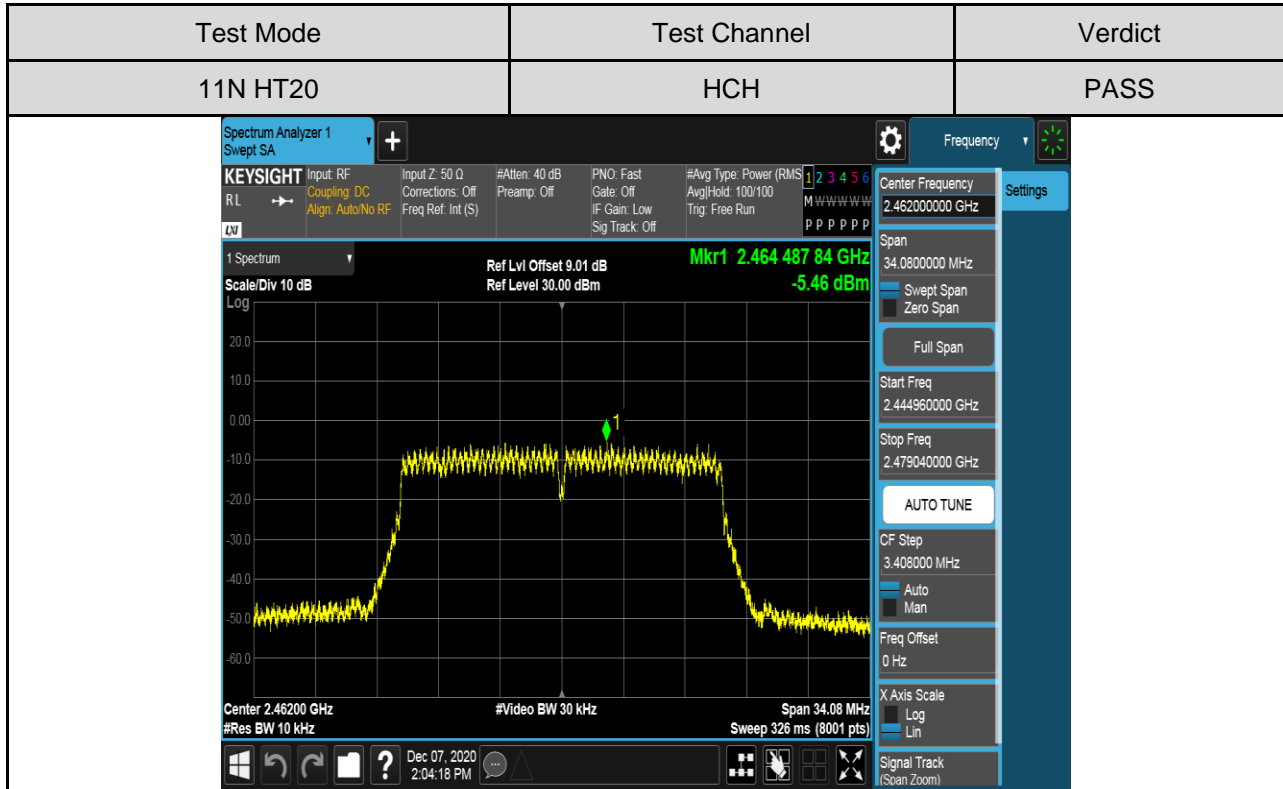 Test Mode Test Channel Verdict
11N HT20 HCH PASS
Spectrum Analyzer 1
Swept SA
+
Frequency
KEYSIGHT
RL
LXI
Input: RF
Coupling: DC
Align: Auto/No RF
Input Z: 50 Ω
Corrections: Off
Freq Ref: Int (S)
#Atten: 40 dB
Preamp: Off
PNO: Fast
Gate: Off
IF Gain: Low
Sig Track: Off
#Avg Type: Power (RMS
Avg|Hold: 100/100
Trig: Free Run
1 2 3 4 5 6
M W W W W W
P P P P P P
Center Frequency
2.462000000 GHz
Settings
1 Spectrum
Scale/Div 10 dB
Ref Lvl Offset 9.01 dB
Ref Level 30.00 dBm
Mkr1 2.464 487 84 GHz
-5.46 dBm
Span
34.0800000 MHz
Swept Span
Zero Span
Full Span
Start Freq
2.444960000 GHz
Stop Freq
2.479040000 GHz
AUTO TUNE
CF Step
3.408000 MHz
Auto
Man
Freq Offset
0 Hz
X Axis Scale
Log
Lin
Signal Track
(Span Zoom)
Log
20.0
10.0
0.00
-10.0
-20.0
-30.0
-40.0
-50.0
-60.0
1
Center 2.46200 GHz
#Res BW 10 kHz
#Video BW 30 kHz
Span 34.08 MHz
Sweep 326 ms (8001 pts)
?
Dec 07, 2020
2:04:18 PM